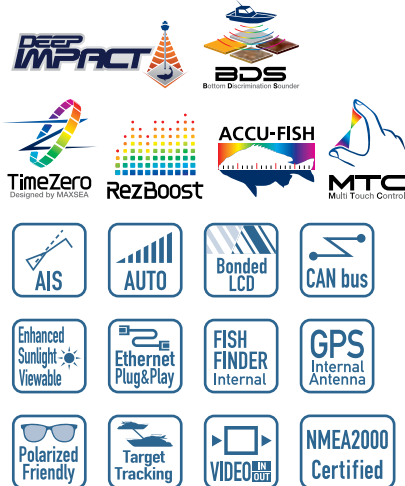 DEEP
IMPACT
BDS
Bottom Discrimination Sounder
TimeZero
Designed by MAXSEA
RezBoost
ACCU-FISH
MTC
Multi Touch Control
AIS
AUTO
Bonded
LCD
CAN bus
Enhanced
Sunlight
Viewable
Ethernet
Plug&Play
FISH
FINDER
Internal
GPS
Internal
Antenna
Polarized
Friendly
Target
Tracking
VIDEO IN
OUT
NMEA2000
Certified